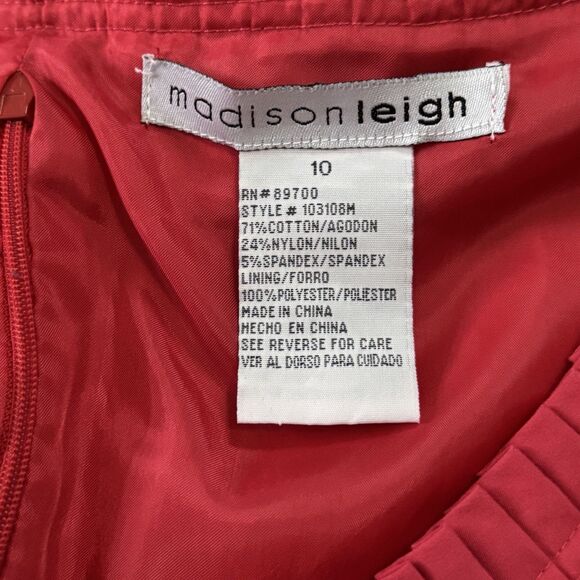 madisonleigh
10
RN# 89700
STYLE # 103108M
71%COTTON/AGODON
24%NYLON/NILON
5%SPANDEX/SPANDEX
LINING/FORRO
100%POLYESTER/POLIESTER
MADE IN CHINA
HECHO EN CHINA
SEE REVERSE FOR CARE
VER AL DORSO PARA CUIDADO